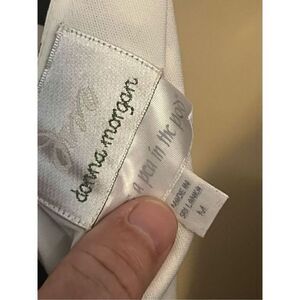 donna morgan
A pea in the pod
MADE IN
SRI LANKA
M